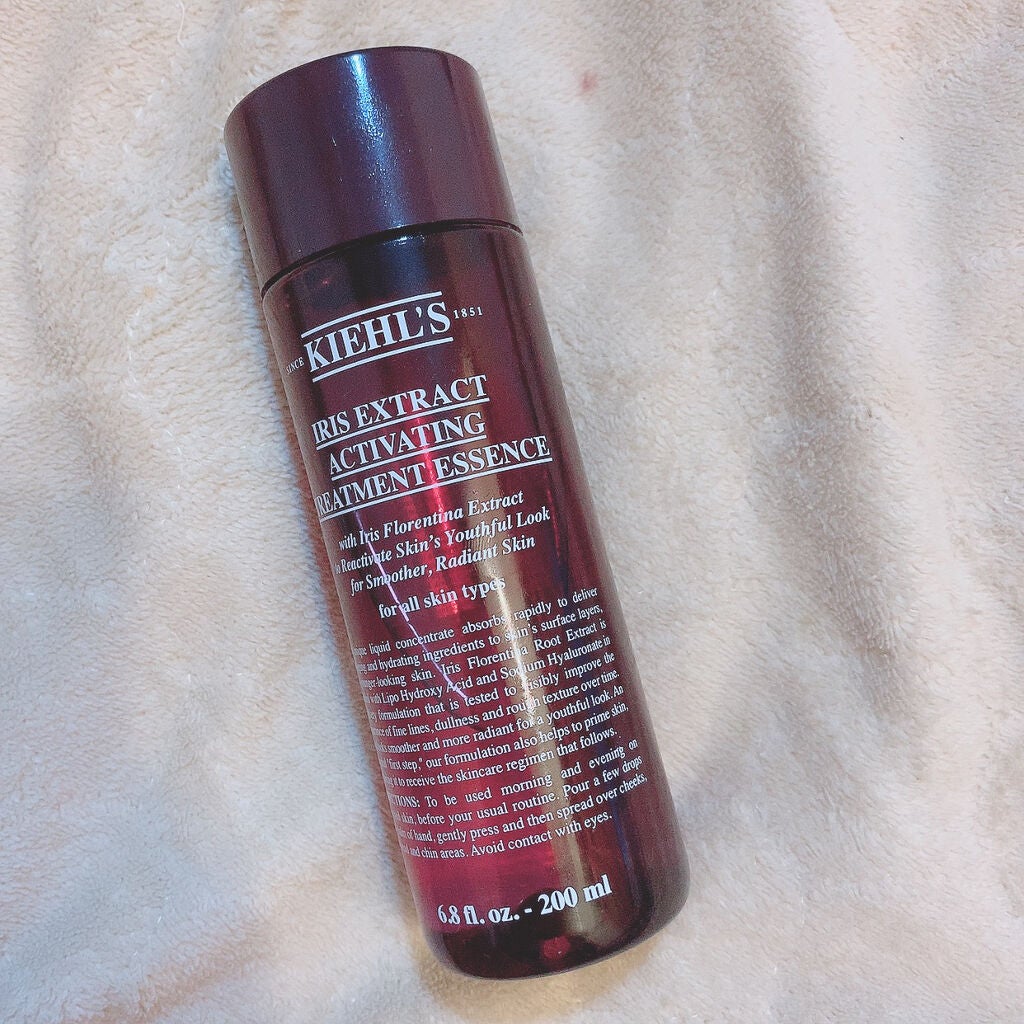 SINCE KIEHL'S 1851
IRIS EXTRACT
ACTIVATING
TREATMENT ESSENCE
with Iris Florentina Extract
to Reactivate Skin's Youthful Look
for Smoother, Radiant Skin
for all skin types
liquid concentrate absorbs rapidly to deliver
and hydrating ingredients to skin's surface layers,
looking skin. Iris Florentina Root Extract is
with Lipo Hydroxy Acid and Sodium Hyaluronate in
formulation that is tested to visibly improve the
of fine lines, dullness and rough texture over time.
smoother and more radiant for a youthful look. An
"first step," our formulation also helps to prime skin,
it to receive the skincare regimen that follows.
To be used morning and evening on
skin, before your usual routine. Pour a few drops
of hand, gently press and then spread over cheeks,
and chin areas. Avoid contact with eyes.
6.8 fl. oz. - 200 ml